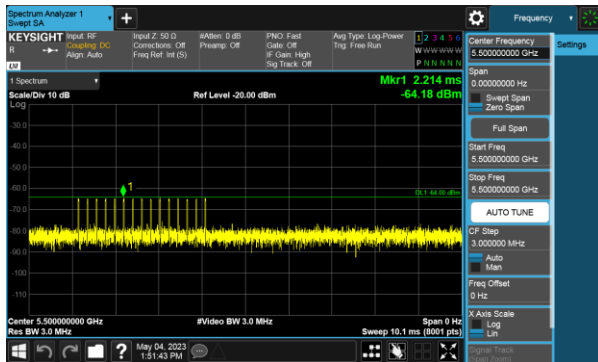 Spectrum Analyzer 1
Swept SA
+
Frequency
KEYSIGHT
R
LXI
Input: RF
Coupling: DC
Align: Auto
Input Z: 50 Ω
Corrections: Off
Freq Ref: Int (S)
#Atten: 0 dB
Preamp: Off
PNO: Fast
Gate: Off
IF Gain: High
Sig Track: Off
Avg Type: Log-Power
Trig: Free Run
1 2 3 4 5 6
W W W W W W
P N N N N N
1 Spectrum
Scale/Div 10 dB
Log
Ref Level -20.00 dBm
Mkr1 2.214 ms
-64.18 dBm
-30.0
-40.0
-50.0
-60.0
-70.0
-80.0
-90.0
-100
-110
1
DL1 -64.00 dBm
Center 5.500000000 GHz
Res BW 3.0 MHz
#Video BW 3.0 MHz
Span 0 Hz
Sweep 10.1 ms (8001 pts)
Center Frequency
5.500000000 GHz
Settings
Span
0.00000000 Hz
Swept Span
Zero Span
Full Span
Start Freq
5.500000000 GHz
Stop Freq
5.500000000 GHz
AUTO TUNE
CF Step
3.000000 MHz
Auto
Man
Freq Offset
0 Hz
X Axis Scale
Log
Lin
Signal Track
(Span Zoom)
?
May 04, 2023
1:51:43 PM